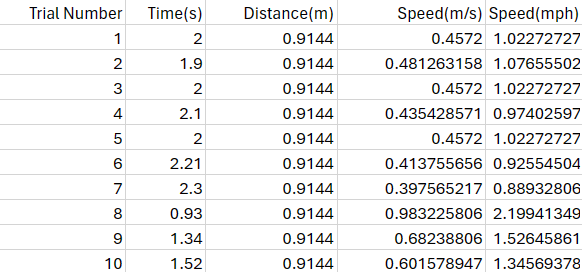 Trial Number Time(s) Distance(m) Speed(m/s) Speed(mph)
1 2 0.9144 0.4572 1.02272727
2 1.9 0.9144 0.481263158 1.07655502
3 2 0.9144 0.4572 1.02272727
4 2.1 0.9144 0.435428571 0.97402597
5 2 0.9144 0.4572 1.02272727
6 2.21 0.9144 0.413755656 0.92554504
7 2.3 0.9144 0.397565217 0.88932806
8 0.93 0.9144 0.983225806 2.19941349
9 1.34 0.9144 0.68238806 1.52645861
10 1.52 0.9144 0.601578947 1.34569378